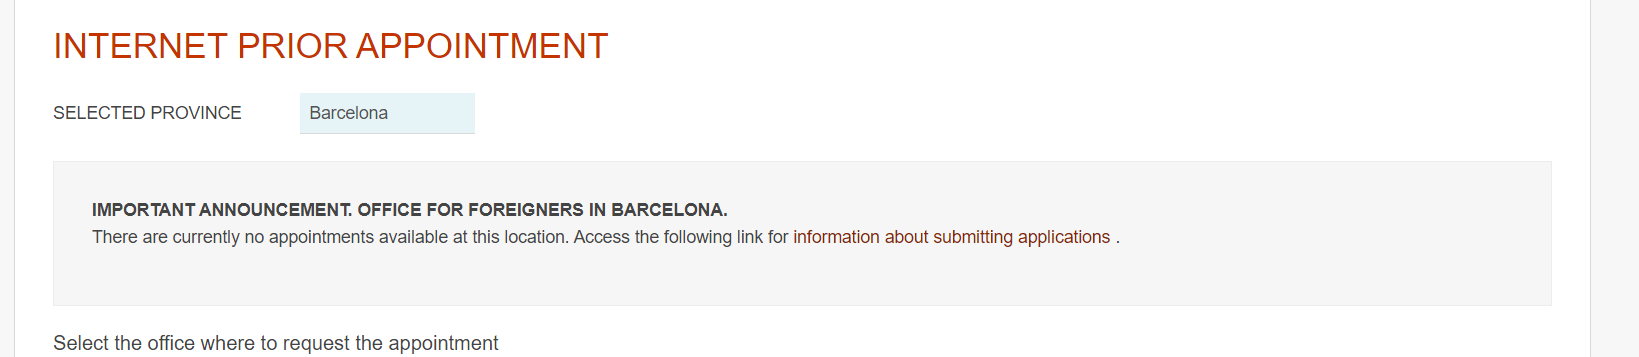 INTERNET PRIOR APPOINTMENT
SELECTED PROVINCE Barcelona
IMPORTANT ANNOUNCEMENT. OFFICE FOR FOREIGNERS IN BARCELONA.
There are currently no appointments available at this location. Access the following link for information about submitting applications .
Select the office where to request the appointment